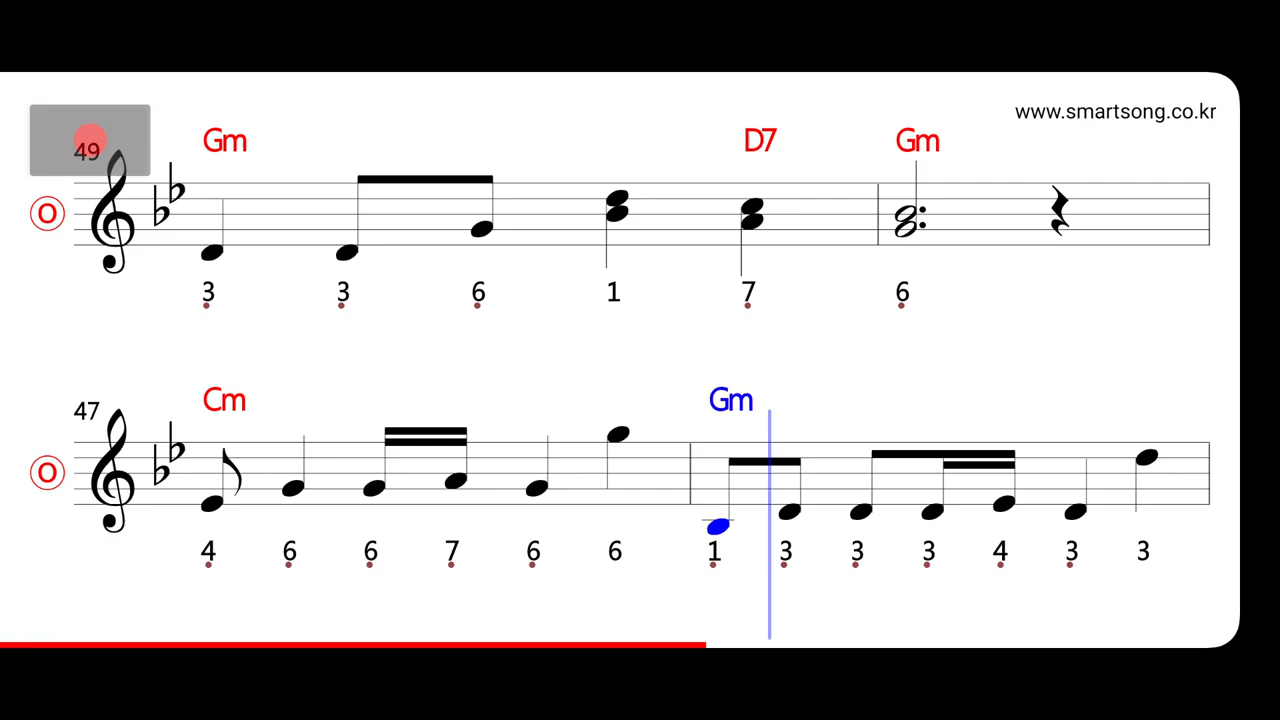 www.smartsong.co.kr
Gm D7 Gm
49
O
3 3 6 1 7 6
Cm Gm
47
O
4 6 6 7 6 6 1 3 3 3 4 3 3